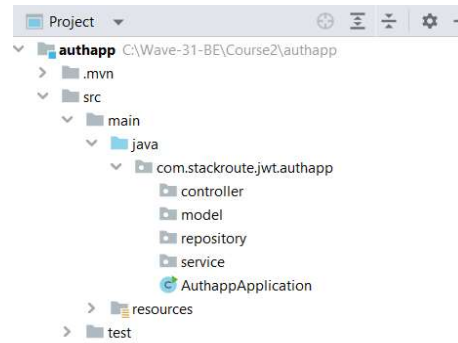 Project
authapp C:\Wave-31-BE\Course2\authapp
.mvn
src
main
java
com.stackroute.jwt.authapp
controller
model
repository
service
AuthappApplication
resources
test